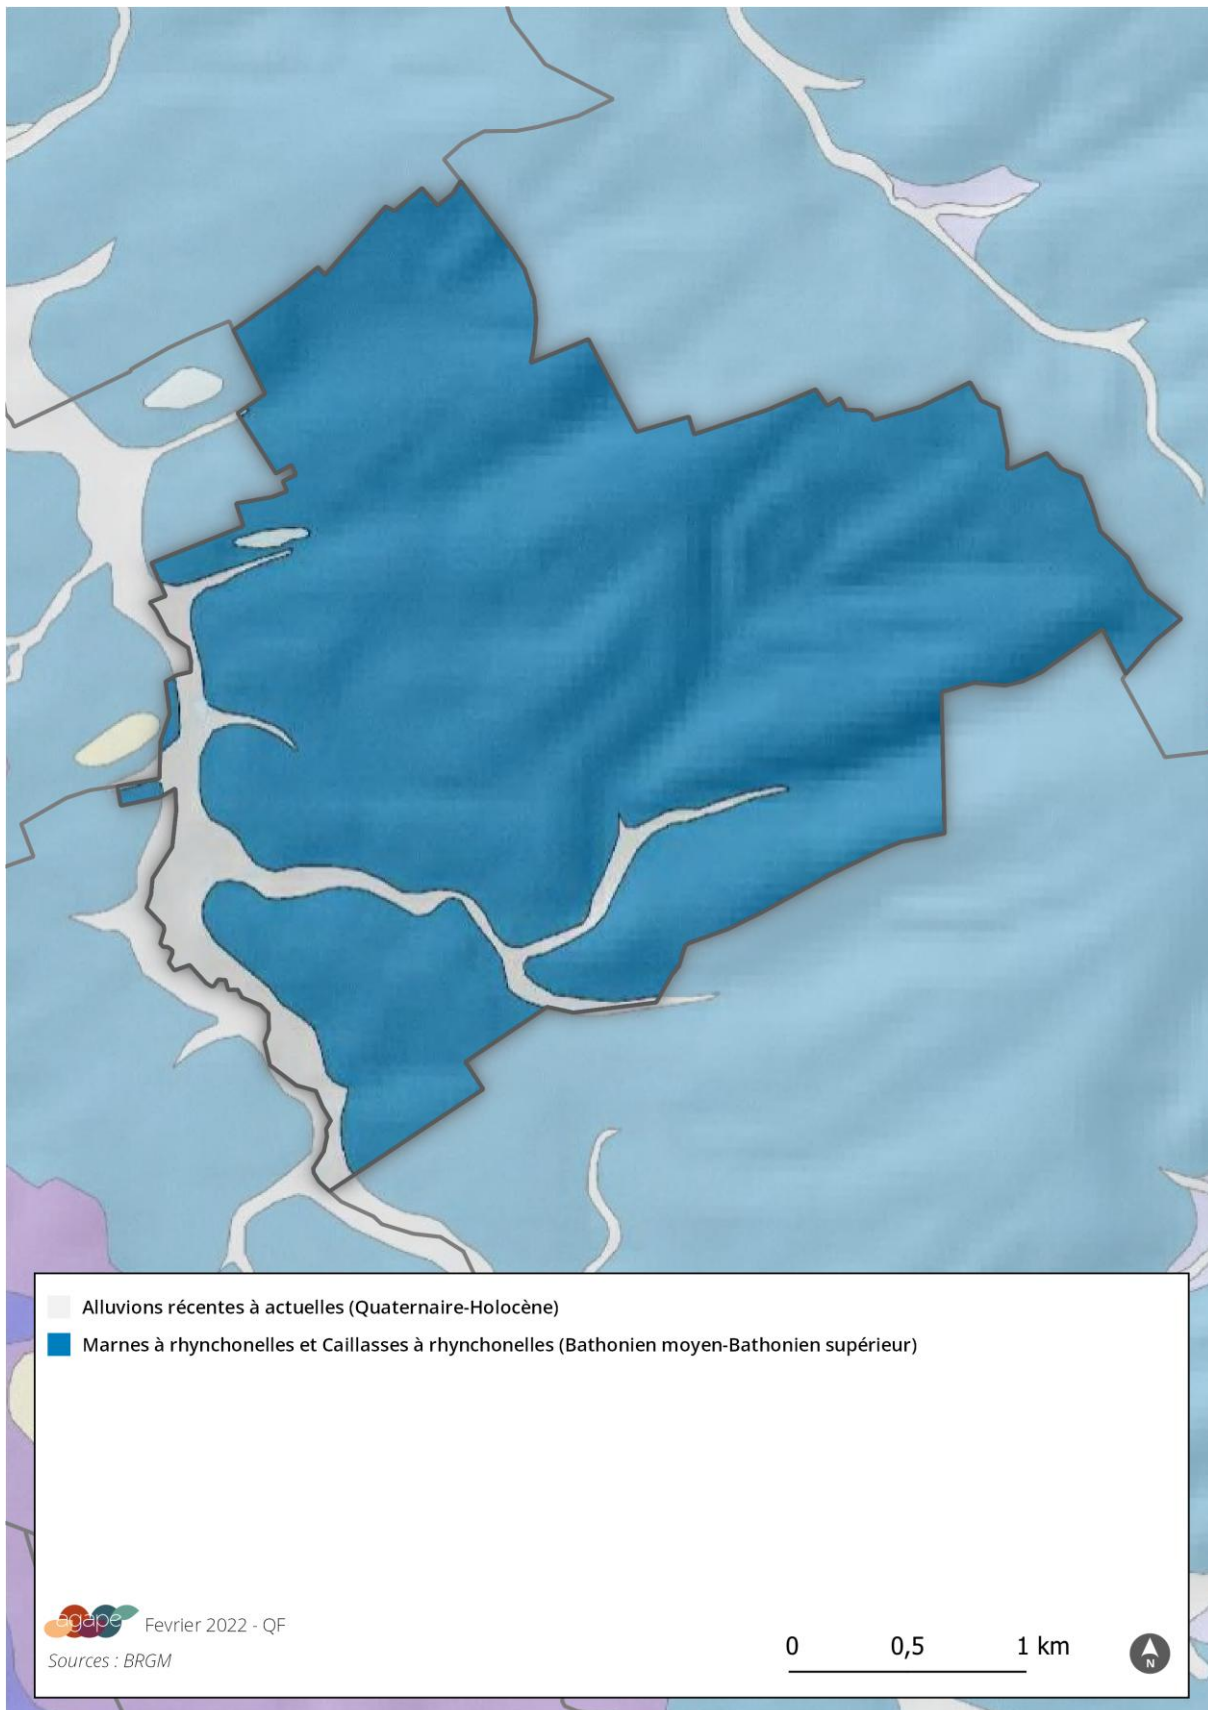 Alluvions récentes à actuelles (Quaternaire-Holocène)
Marnes à rhynchonelles et Caillasses à rhynchonelles (Bathonien moyen-Bathonien supérieur)
agape Fevrier 2022 - QF
Sources : BRGM
0 0,5 1 km
N